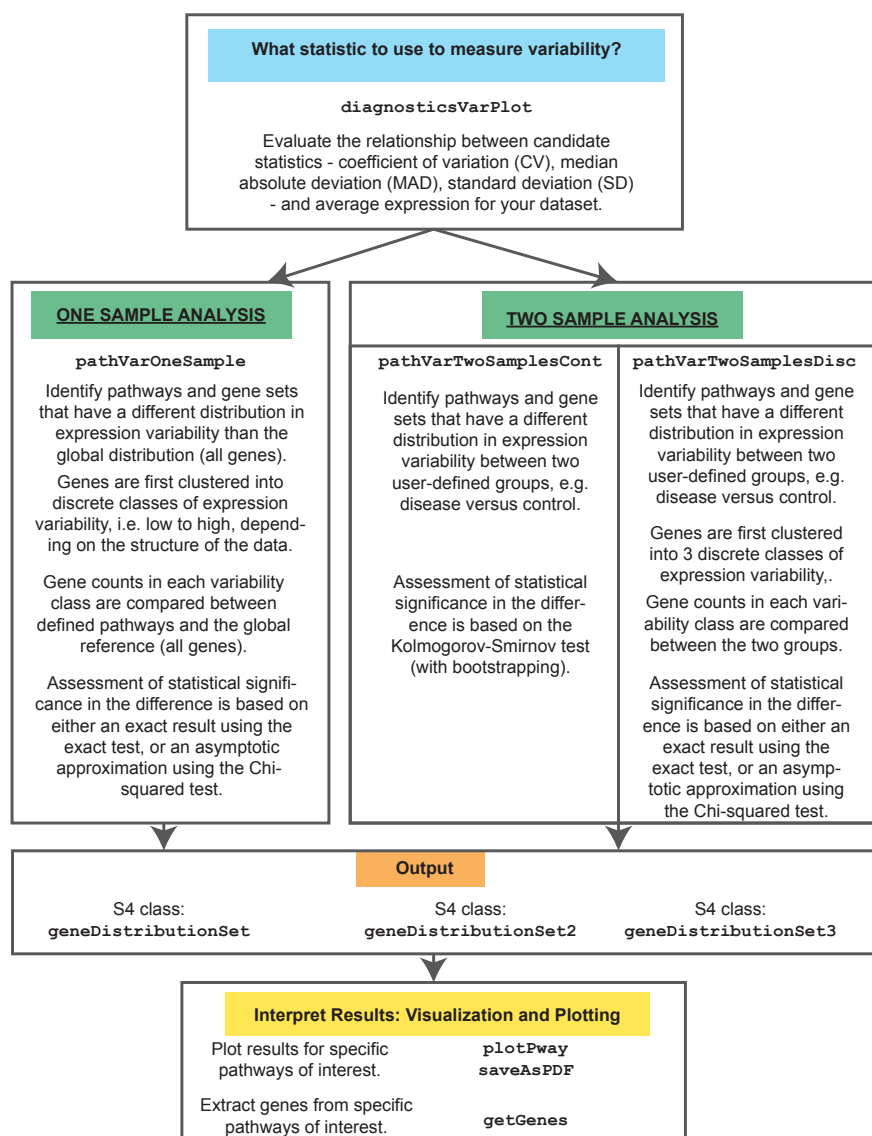 What statistic to use to measure variability?
diagnosticsVarPlot
Evaluate the relationship between candidate
statistics - coefficient of variation (CV), median
absolute deviation (MAD), standard deviation (SD)
- and average expression for your dataset.
ONE SAMPLE ANALYSIS
pathVarOneSample
Identify pathways and gene sets
that have a different distribution in
expression variability than the
global distribution (all genes).
Genes are first clustered into
discrete classes of expression
variability, i.e. low to high, depend-
ing on the structure of the data.
Gene counts in each variability
class are compared between
defined pathways and the global
reference (all genes).
Assessment of statistical signifi-
cance in the difference is based on
either an exact result using the
exact test, or an asymptotic
approximation using the Chi-
squared test.
TWO SAMPLE ANALYSIS
pathVarTwoSamplesCont
Identify pathways and gene
sets that have a different
distribution in expression
variability between two
user-defined groups, e.g.
disease versus control.
Assessment of statistical
significance in the differ-
ence is based on the
Kolmogorov-Smirnov test
(with bootstrapping).
pathVarTwoSamplesDisc
Identify pathways and gene
sets that have a different
distribution in expression
variability between two
user-defined groups, e.g.
disease versus control.
Genes are first clustered
into 3 discrete classes of
expression variability,.
Gene counts in each vari-
ability class are compared
between the two groups.
Assessment of statistical
significance in the differ-
ence is based on either an
exact result using the
exact test, or an asymp-
totic approximation using
the Chi-squared test.
Output
S4 class:
geneDistributionSet
S4 class:
geneDistributionSet2
S4 class:
geneDistributionSet3
Interpret Results: Visualization and Plotting
Plot results for specific
pathways of interest.
plotPway
saveAsPDF
Extract genes from specific
pathways of interest.
getGenes